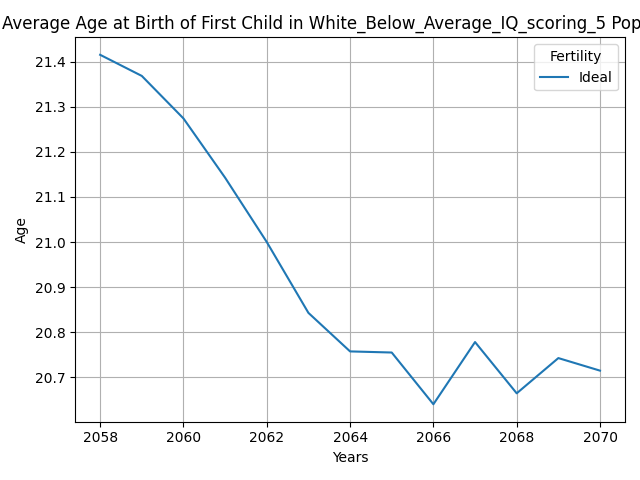 Average Age at Birth of First Child in White_Below_Average_IQ_scoring_5 Pop
Fertility
Ideal
21.4
21.3
21.2
21.1
21.0
20.9
20.8
20.7
Age
2058 2060 2062 2064 2066 2068 2070
Years